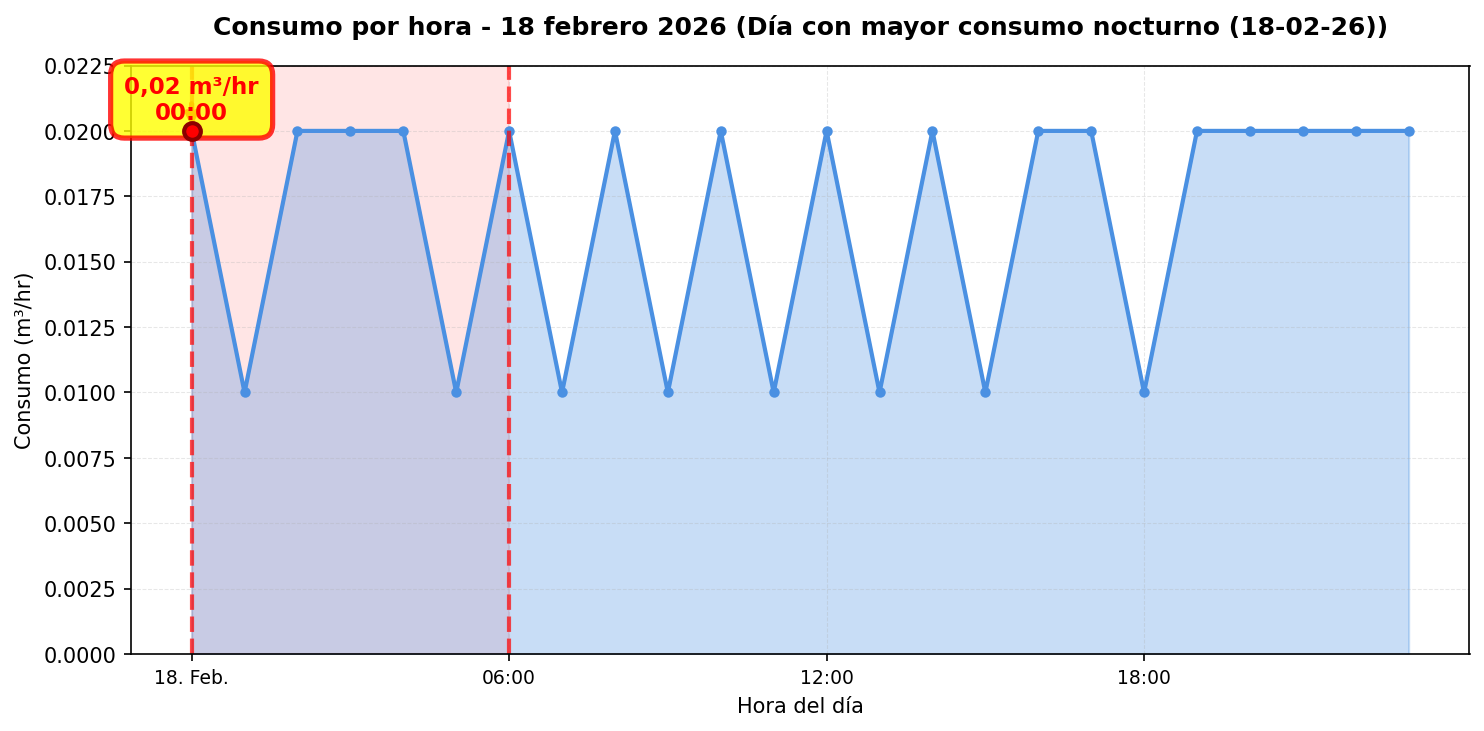 Consumo por hora - 18 febrero 2026 (Día con mayor consumo nocturno (18-02-26))
0,02 m³/hr
00:00
0.0225
0.0200
0.0175
0.0150
0.0125
0.0100
0.0075
0.0050
0.0025
0.0000
Consumo (m³/hr)
18. Feb.
06:00
12:00
18:00
Hora del día